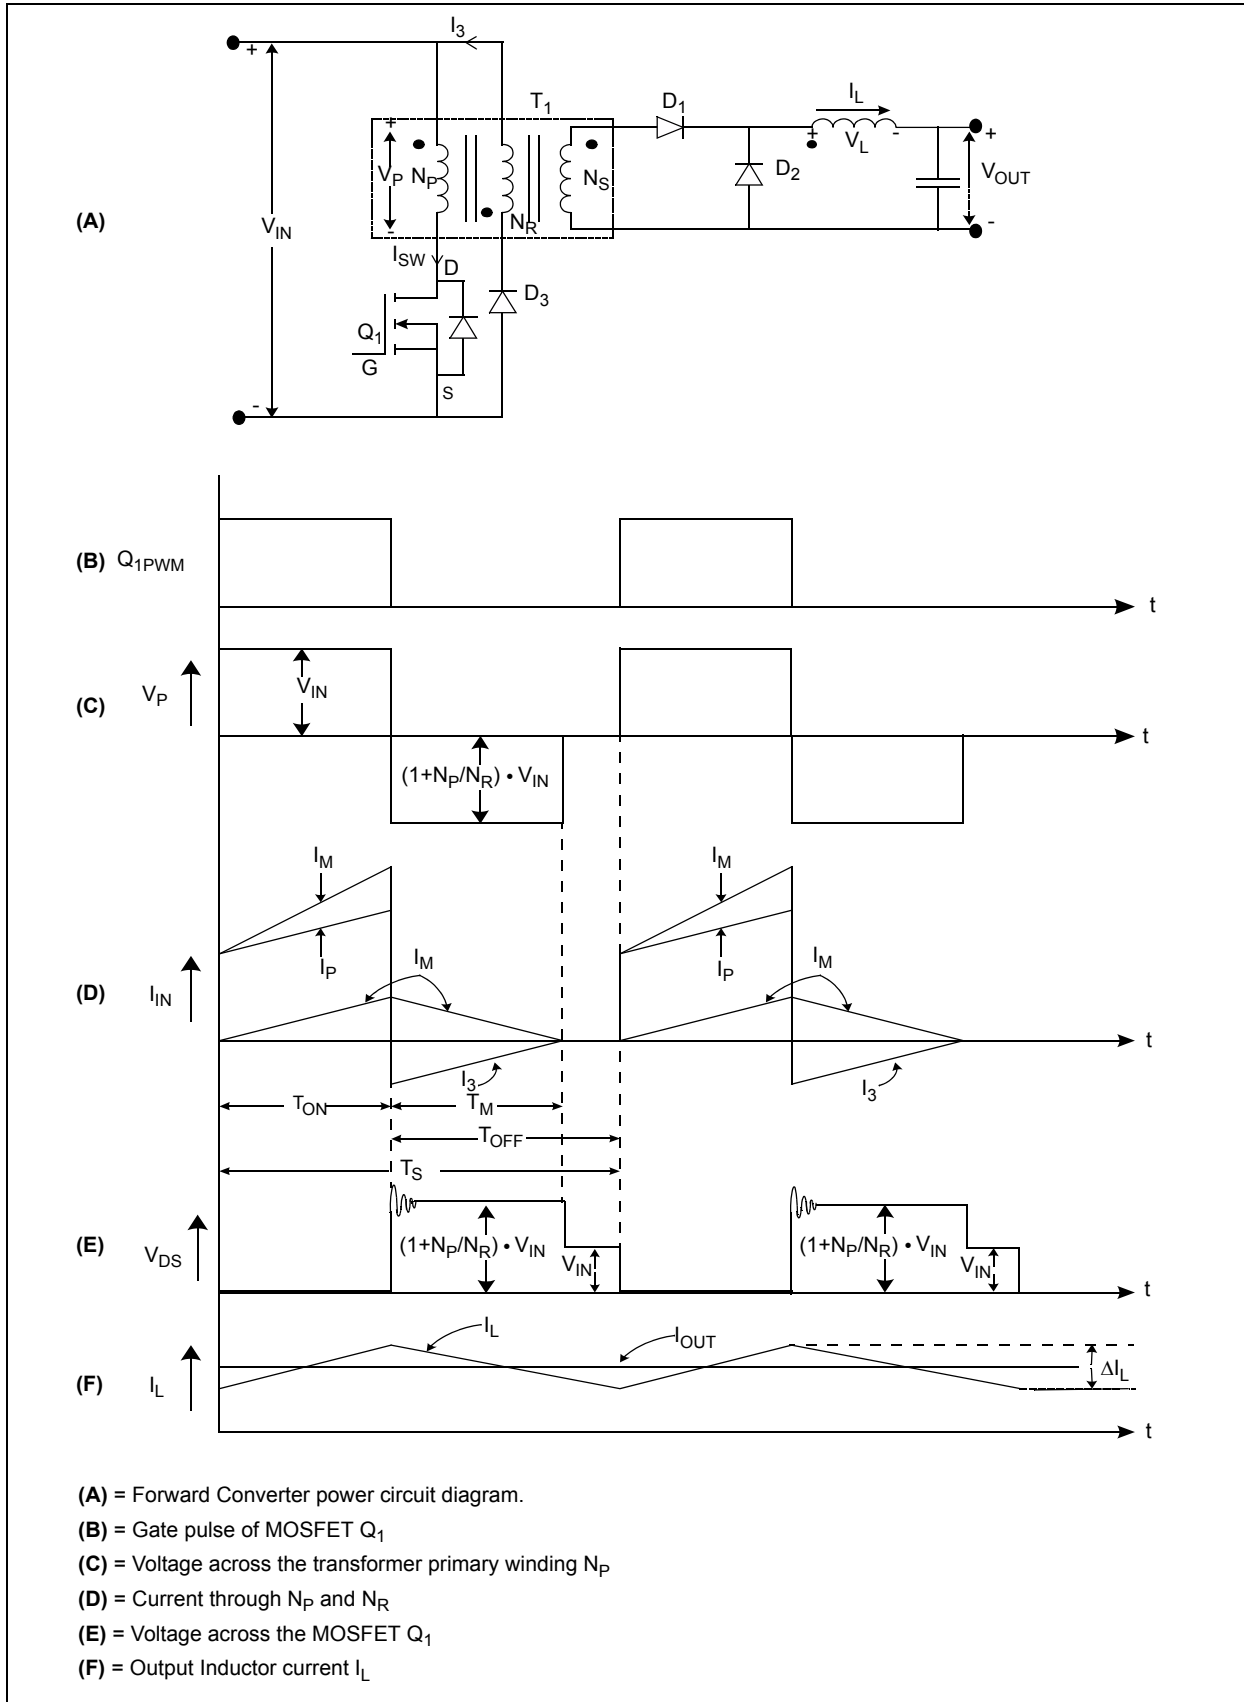 I3
+
T1
D1
IL
+
+
VL
-
+
VP
NP
NS
D2
VOUT
(A)
VIN
-
NR
-
ISW
D
D3
Q1
G
S
-
(B) Q1PWM
t
VIN
VP
(C)
t
(1+NP/NR) • VIN
IM
IM
IP
IM
IP
IM
(D)
IIN
t
I3
I3
TON
TM
TOFF
TS
(E)
VDS
(1+NP/NR) • VIN
VIN
(1+NP/NR) • VIN
VIN
t
IL
IOUT
(F)
IL
ΔIL
t
(A) = Forward Converter power circuit diagram.
(B) = Gate pulse of MOSFET Q1
(C) = Voltage across the transformer primary winding NP
(D) = Current through NP and NR
(E) = Voltage across the MOSFET Q1
(F) = Output Inductor current IL